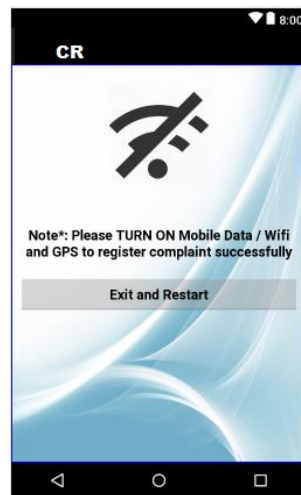 8:00
CR
Note*: Please TURN ON Mobile Data / Wifi
and GPS to register complaint successfully
Exit and Restart